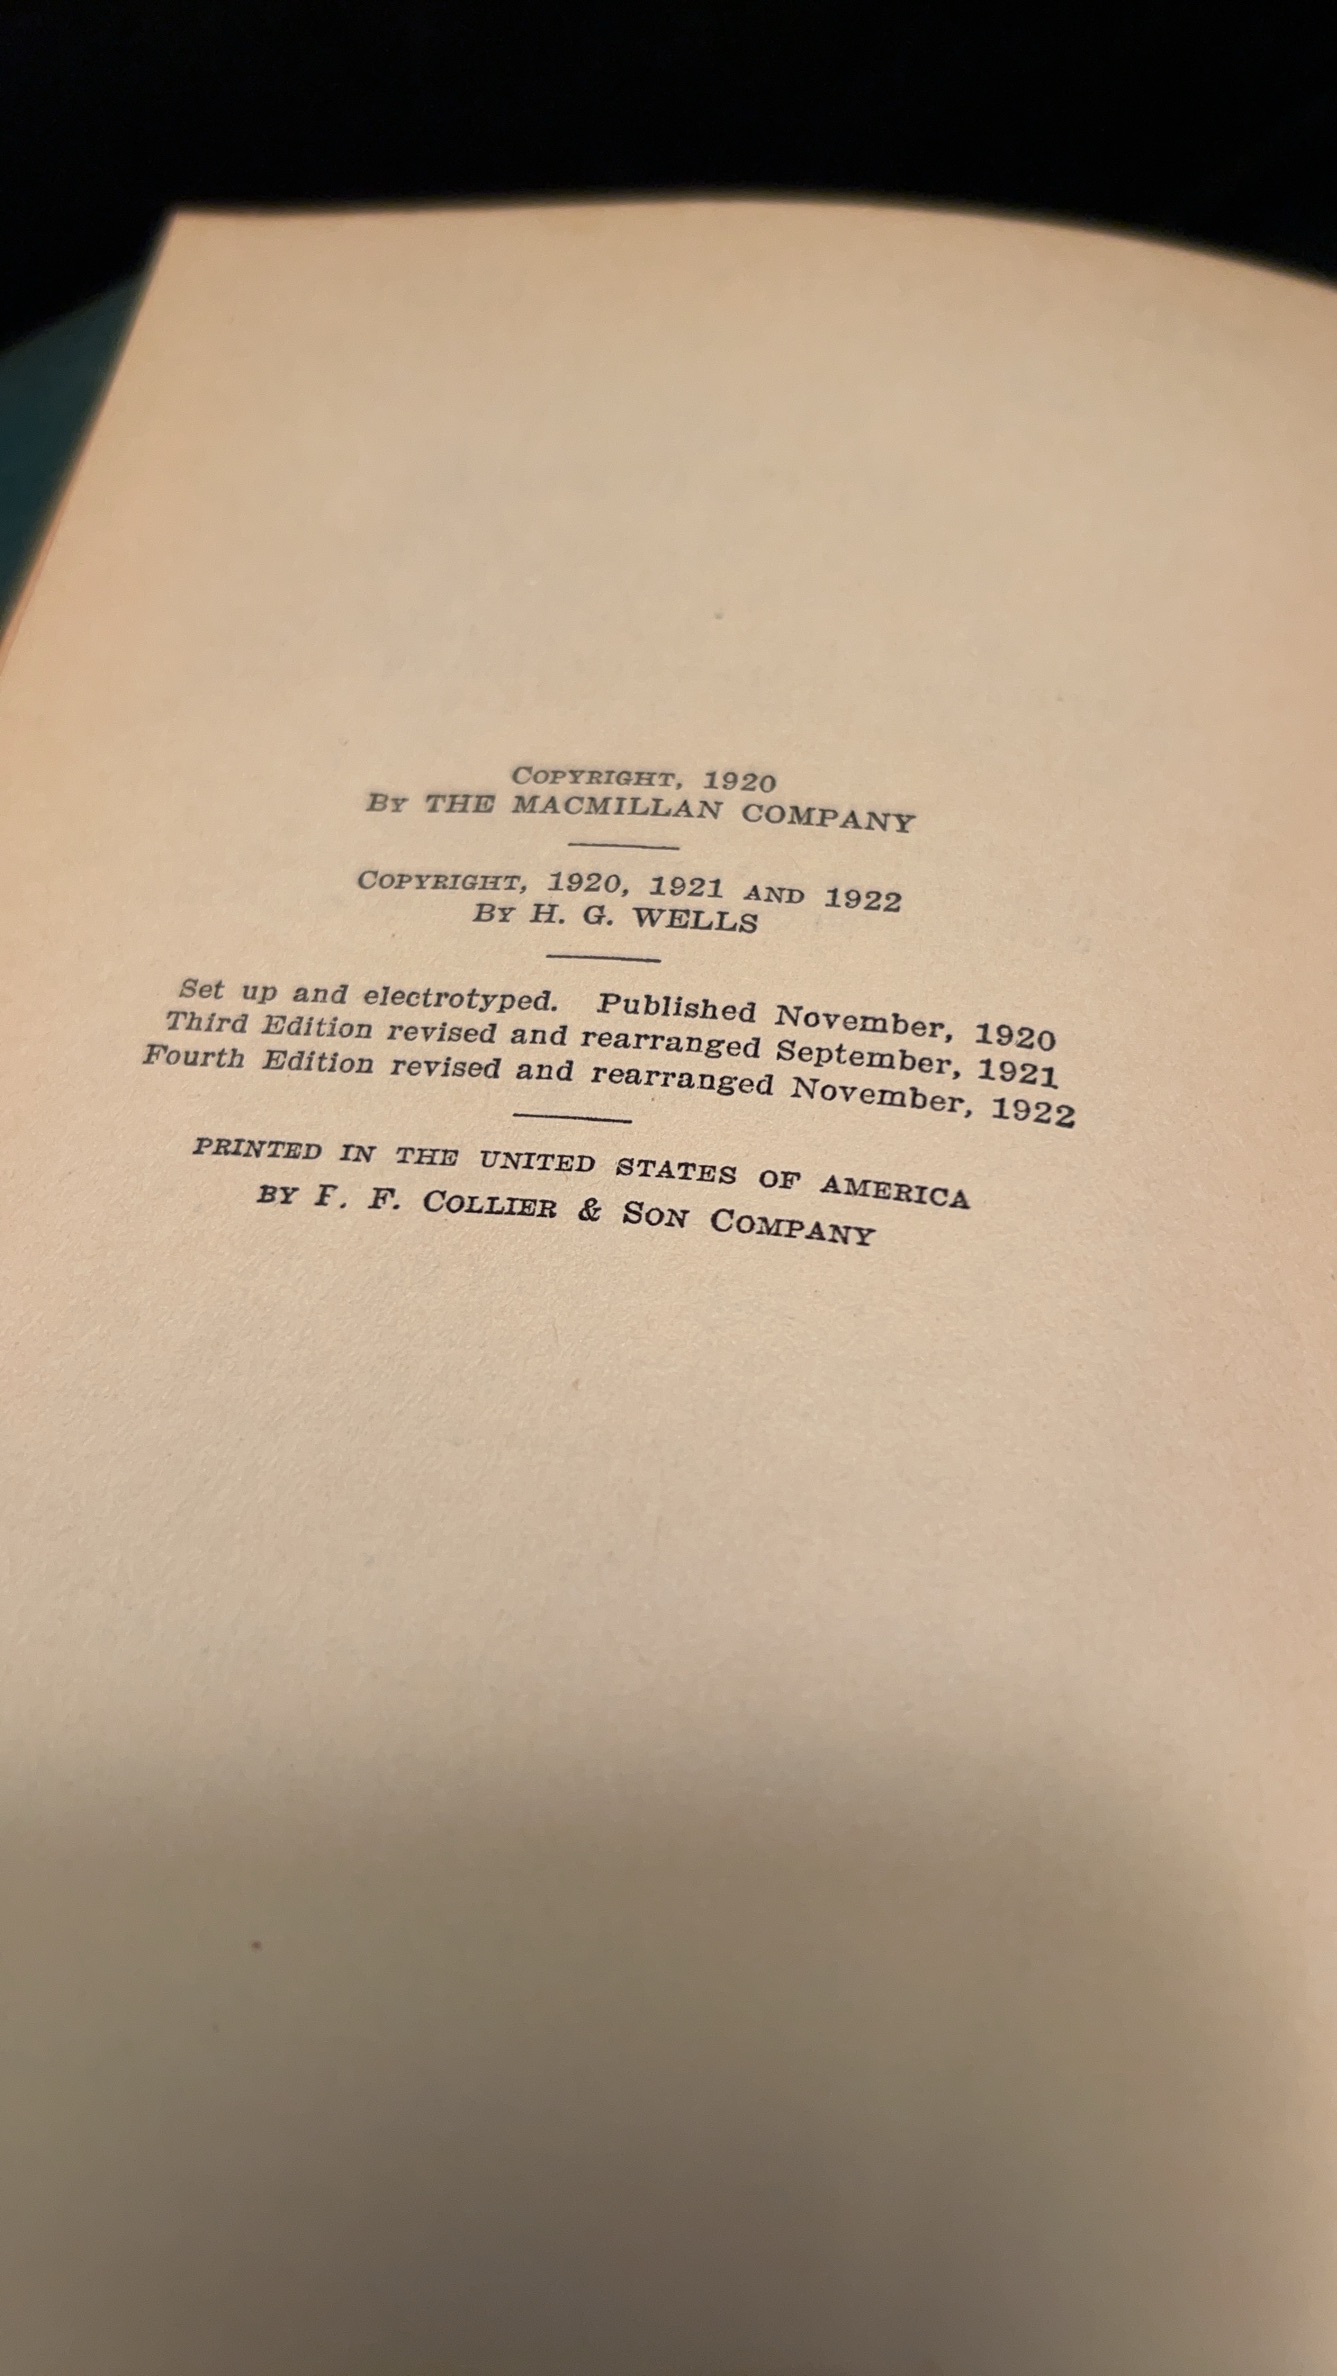 COPYRIGHT, 1920
BY THE MACMILLAN COMPANY
COPYRIGHT, 1920, 1921 AND 1922
BY H. G. WELLS
Set up and electrotyped. Published November, 1920
Third Edition revised and rearranged September, 1921
Fourth Edition revised and rearranged November, 1922
PRINTED IN THE UNITED STATES OF AMERICA
BY F. F. COLLIER & SON COMPANY